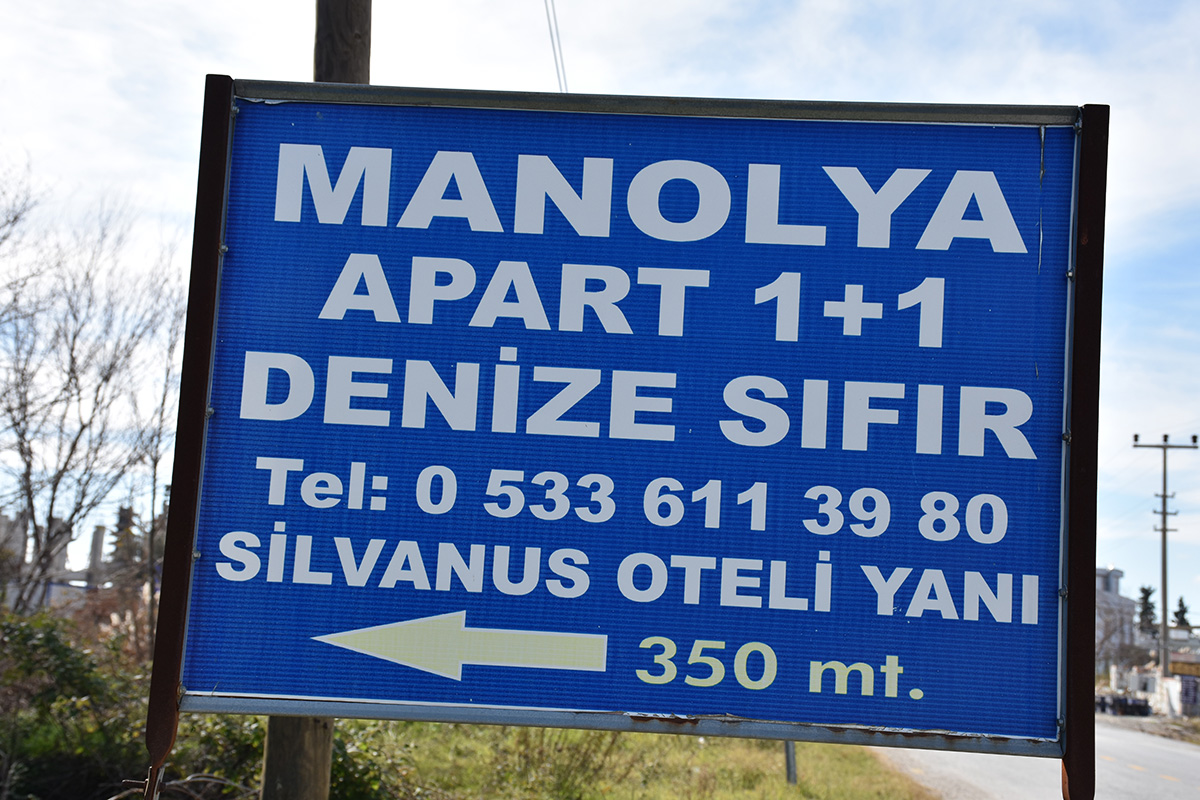 MANOLYA
APART 1+1
DENİZE SIFIR
Tel: 0 533 611 39 80
SİLVANUS OTELİ YANI
350 mt.